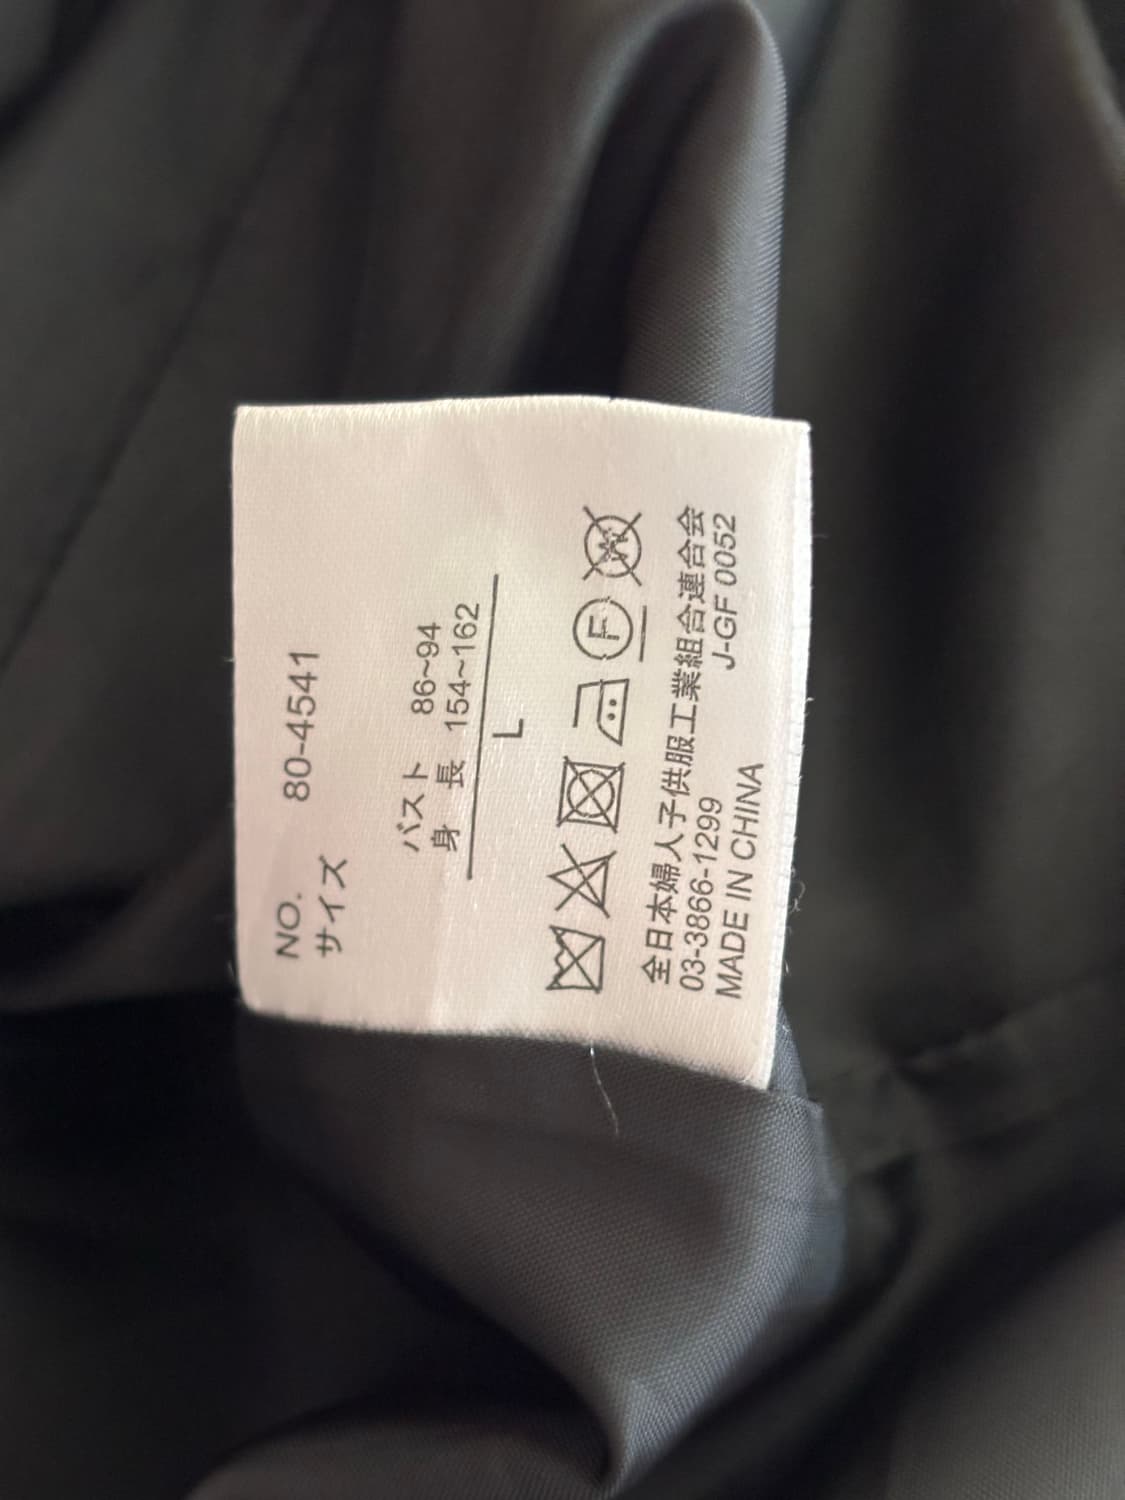 NO. 80-4541
サイズ
バスト 86~94
身 長 154~162
L
F
W
全日本婦人子供服工業組合連合会
03-3866-1299 J-GF 0052
MADE IN CHINA